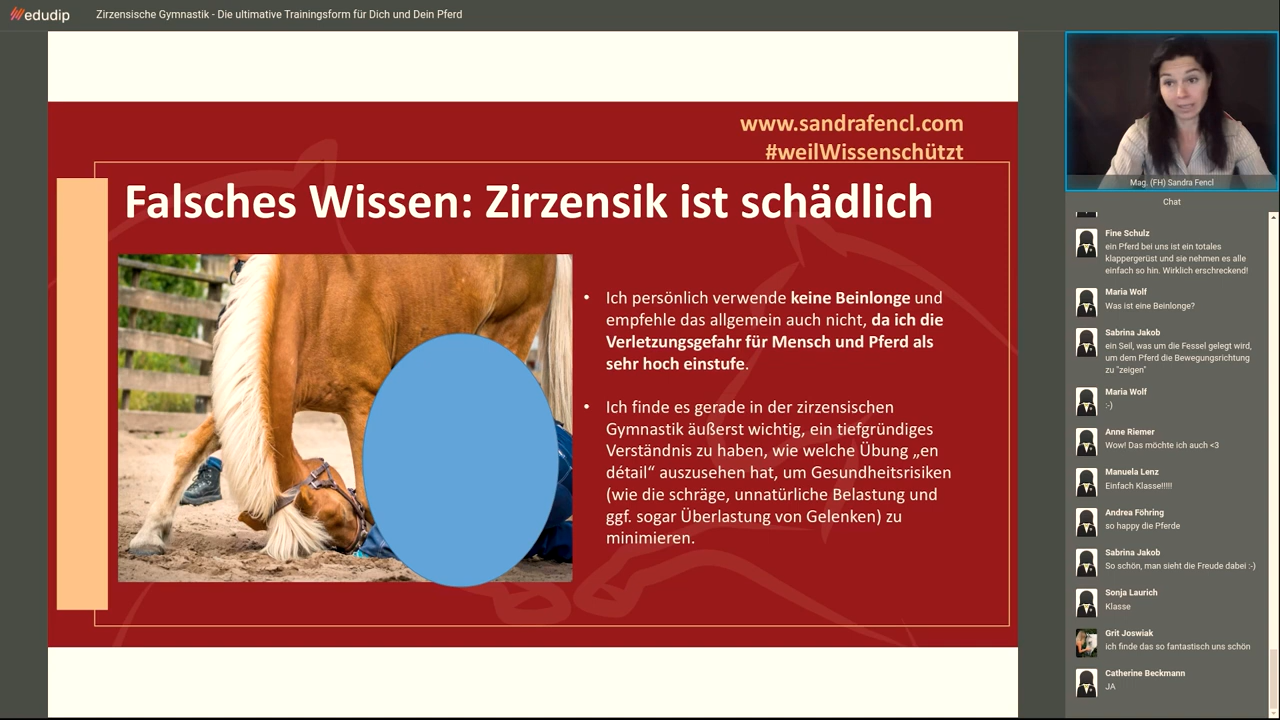 edudip
Zirzensische Gymnastik - Die ultimative Trainingsform für Dich und Dein Pferd
www.sandrafencl.com
#weilWissenschützt
Falsches Wissen: Zirzensik ist schädlich
• Ich persönlich verwende keine Beinlonge und
empfehle das allgemein auch nicht, da ich die
Verletzungsgefahr für Mensch und Pferd als
sehr hoch einstufe.
• Ich finde es gerade in der zirzensischen
Gymnastik äußerst wichtig, ein tiefgründiges
Verständnis zu haben, wie welche Übung „en
détail“ auszusehen hat, um Gesundheitsrisiken
(wie die schräge, unnatürliche Belastung und
ggf. sogar Überlastung von Gelenken) zu
minimieren.
Mag. (FH) Sandra Fencl
Chat
Fine Schulz
ein Pferd bei uns ist ein totales
klappergerüst und sie nehmen es alle
einfach so hin. Wirklich erschreckend!
Maria Wolf
Was ist eine Beinlonge?
Sabrina Jakob
ein Seil, was um die Fessel gelegt wird,
um dem Pferd die Bewegungsrichtung
zu "zeigen"
Maria Wolf
:-)
Anne Riemer
Wow! Das möchte ich auch <3
Manuela Lenz
Einfach Klasse!!!!!
Andrea Föhring
so happy die Pferde
Sabrina Jakob
So schön, man sieht die Freude dabei :-)
Sonja Laurich
Klasse
Grit Joswiak
ich finde das so fantastisch uns schön
Catherine Beckmann
JA